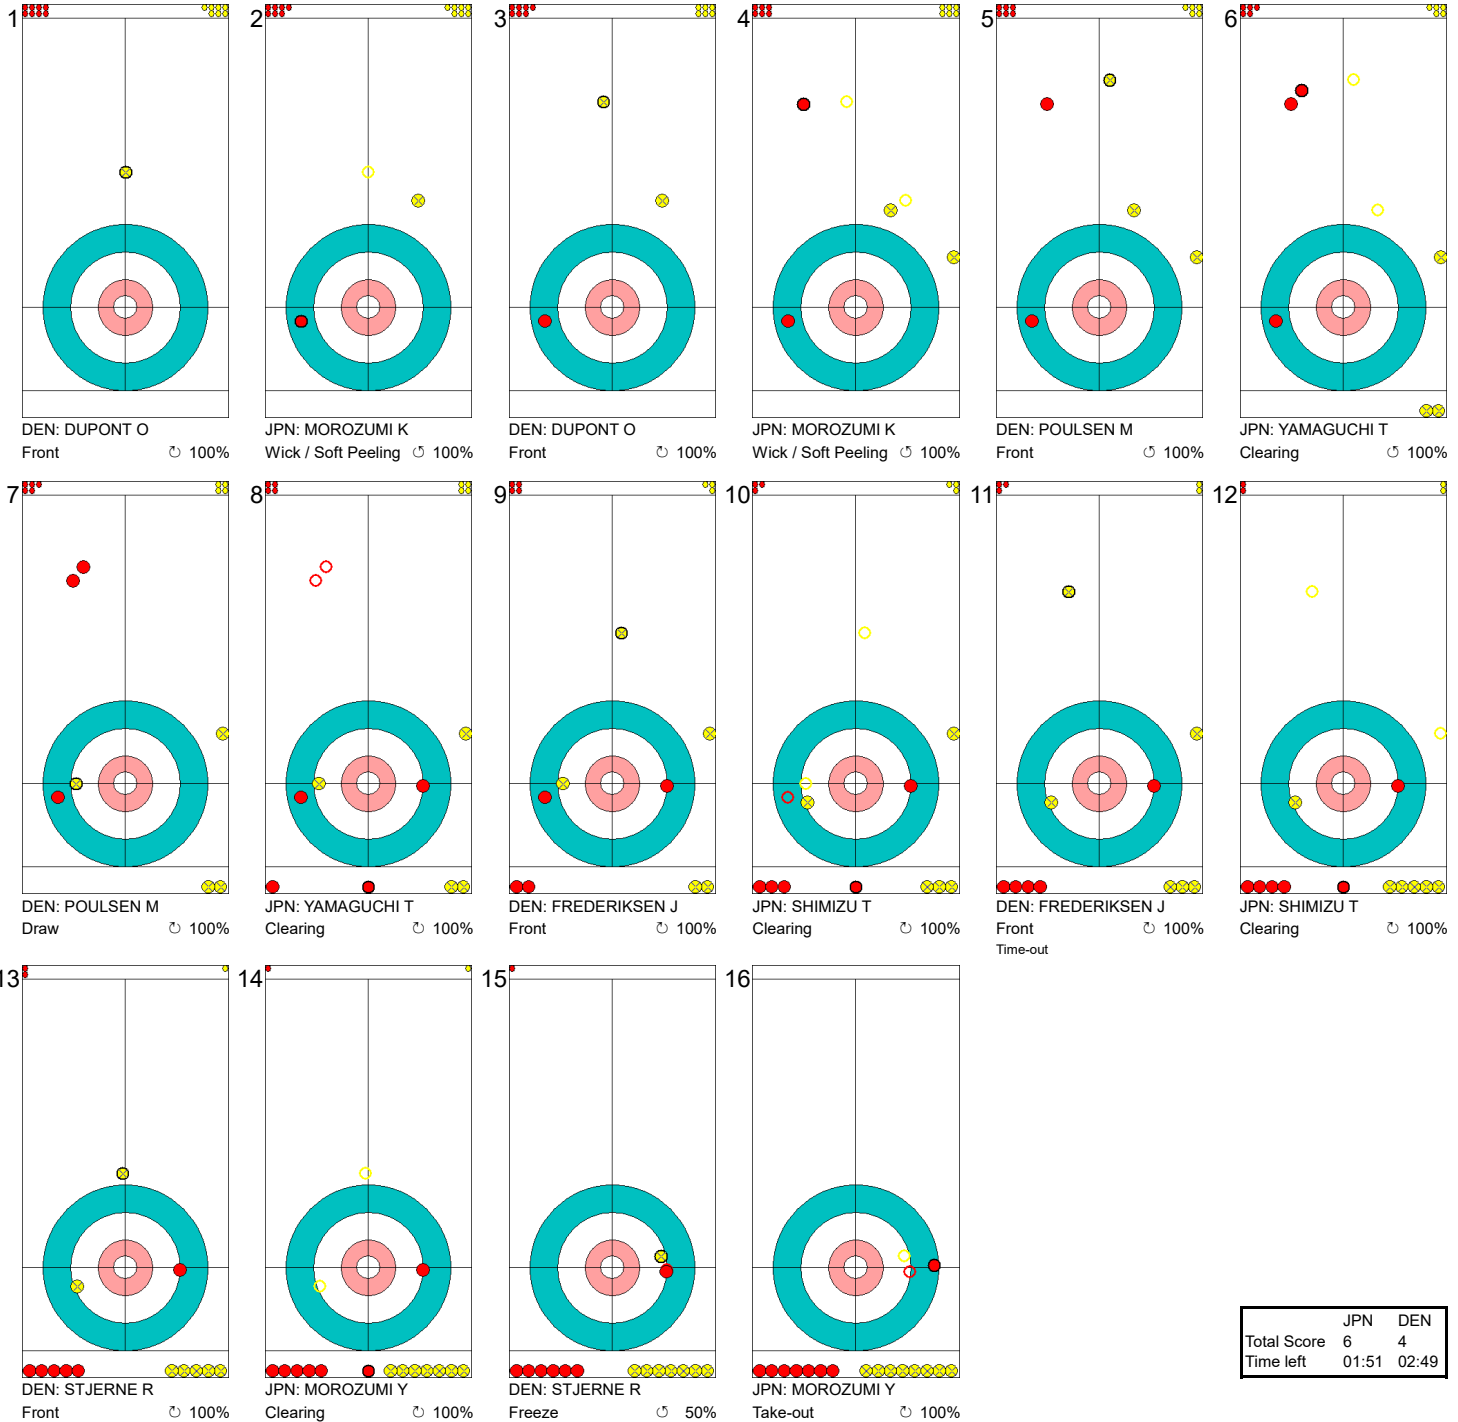 1 2 3 4 5 6
DEN: DUPONT O JPN: MOROZUMI K DEN: DUPONT O JPN: MOROZUMI K DEN: POULSEN M JPN: YAMAGUCHI T
Front ↻ 100% Wick / Soft Peeling ↺ 100% Front ↻ 100% Wick / Soft Peeling ↺ 100% Front ↻ 100% Clearing ↻ 100%
7 8 9 10 11 12
DEN: POULSEN M JPN: YAMAGUCHI T DEN: FREDERIKSEN J JPN: SHIMIZU T DEN: FREDERIKSEN J JPN: SHIMIZU T
Draw ↻ 100% Clearing ↻ 100% Front ↻ 100% Clearing ↻ 100% Front ↻ 100% Clearing ↻ 100%
Time-out
13 14 15 16
DEN: STJERNE R JPN: MOROZUMI Y DEN: STJERNE R JPN: MOROZUMI Y
Front ↻ 100% Clearing ↻ 100% Freeze ↺ 50% Take-out ↻ 100%
JPN DEN
Total Score 6 4
Time left 01:51 02:49